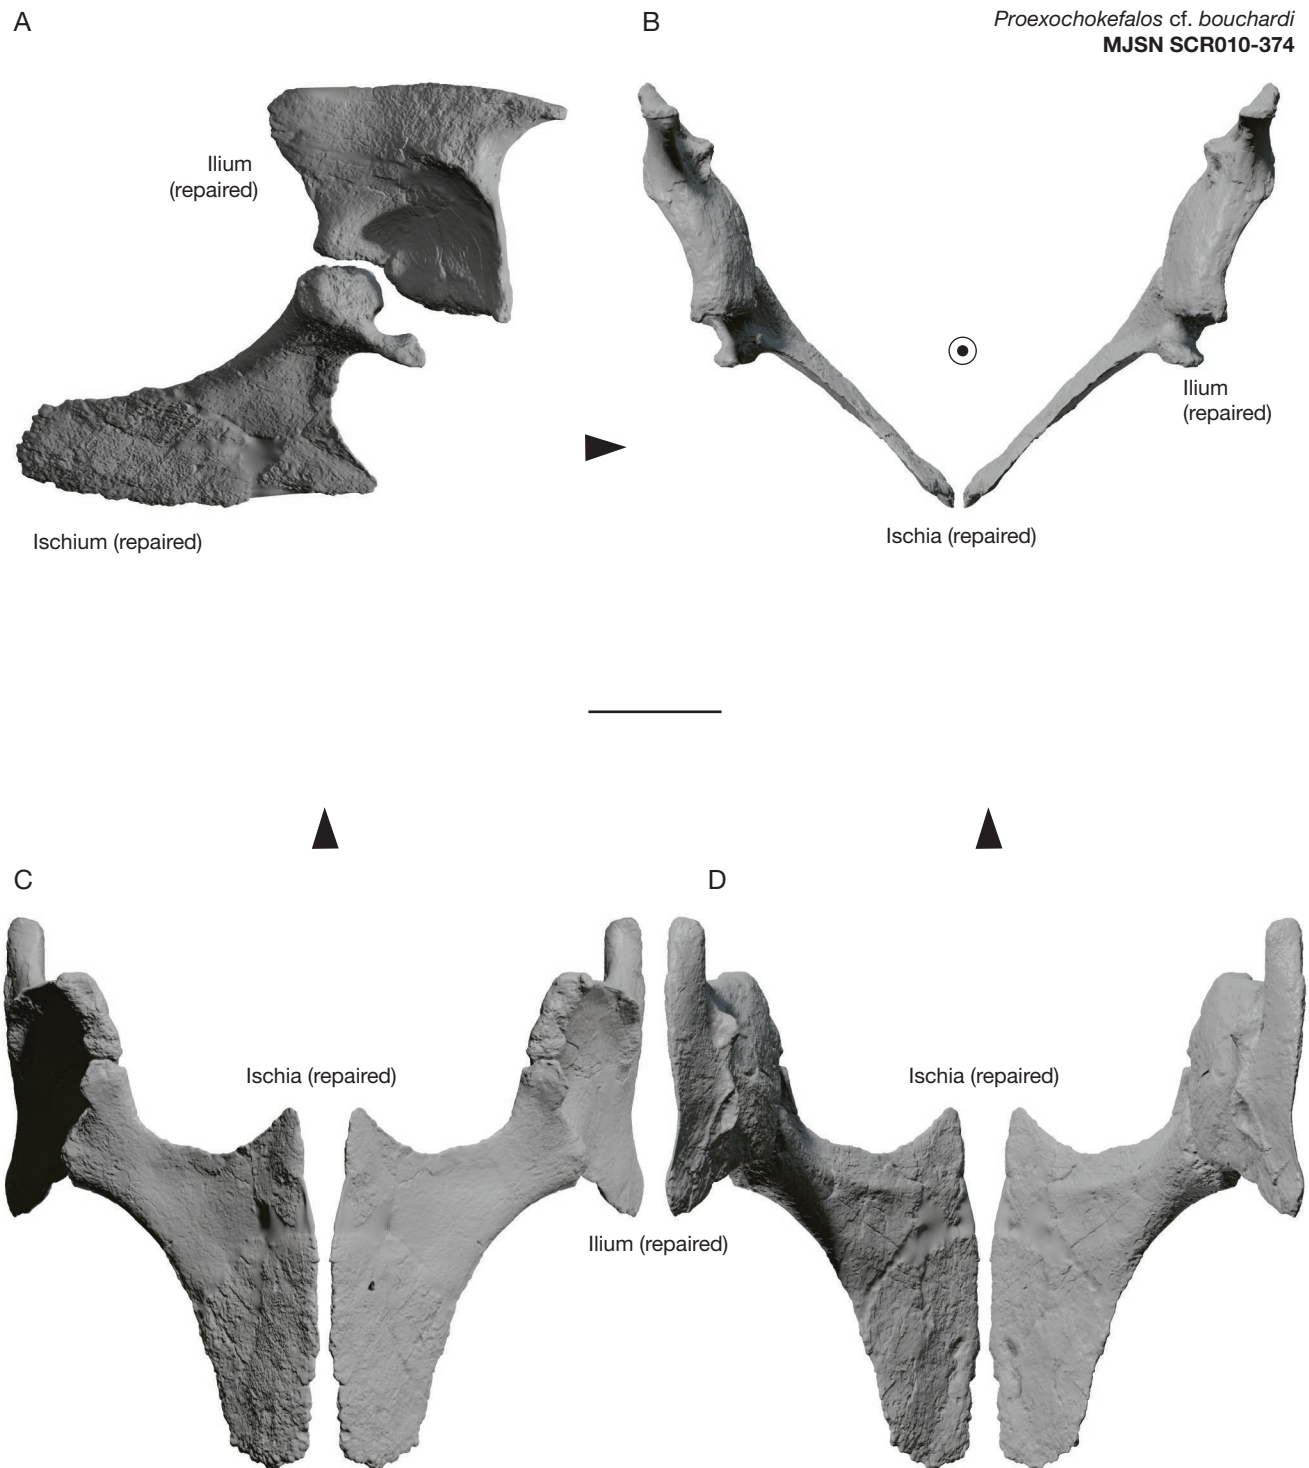 A
B
Proexochokefalos cf. bouchardi
MJSN SCR010-374
Ilium
(repaired)
Ilium
(repaired)
Ischia (repaired)
Ischium (repaired)
C
D
Ischia (repaired)
Ischia (repaired)
Ilium (repaired)